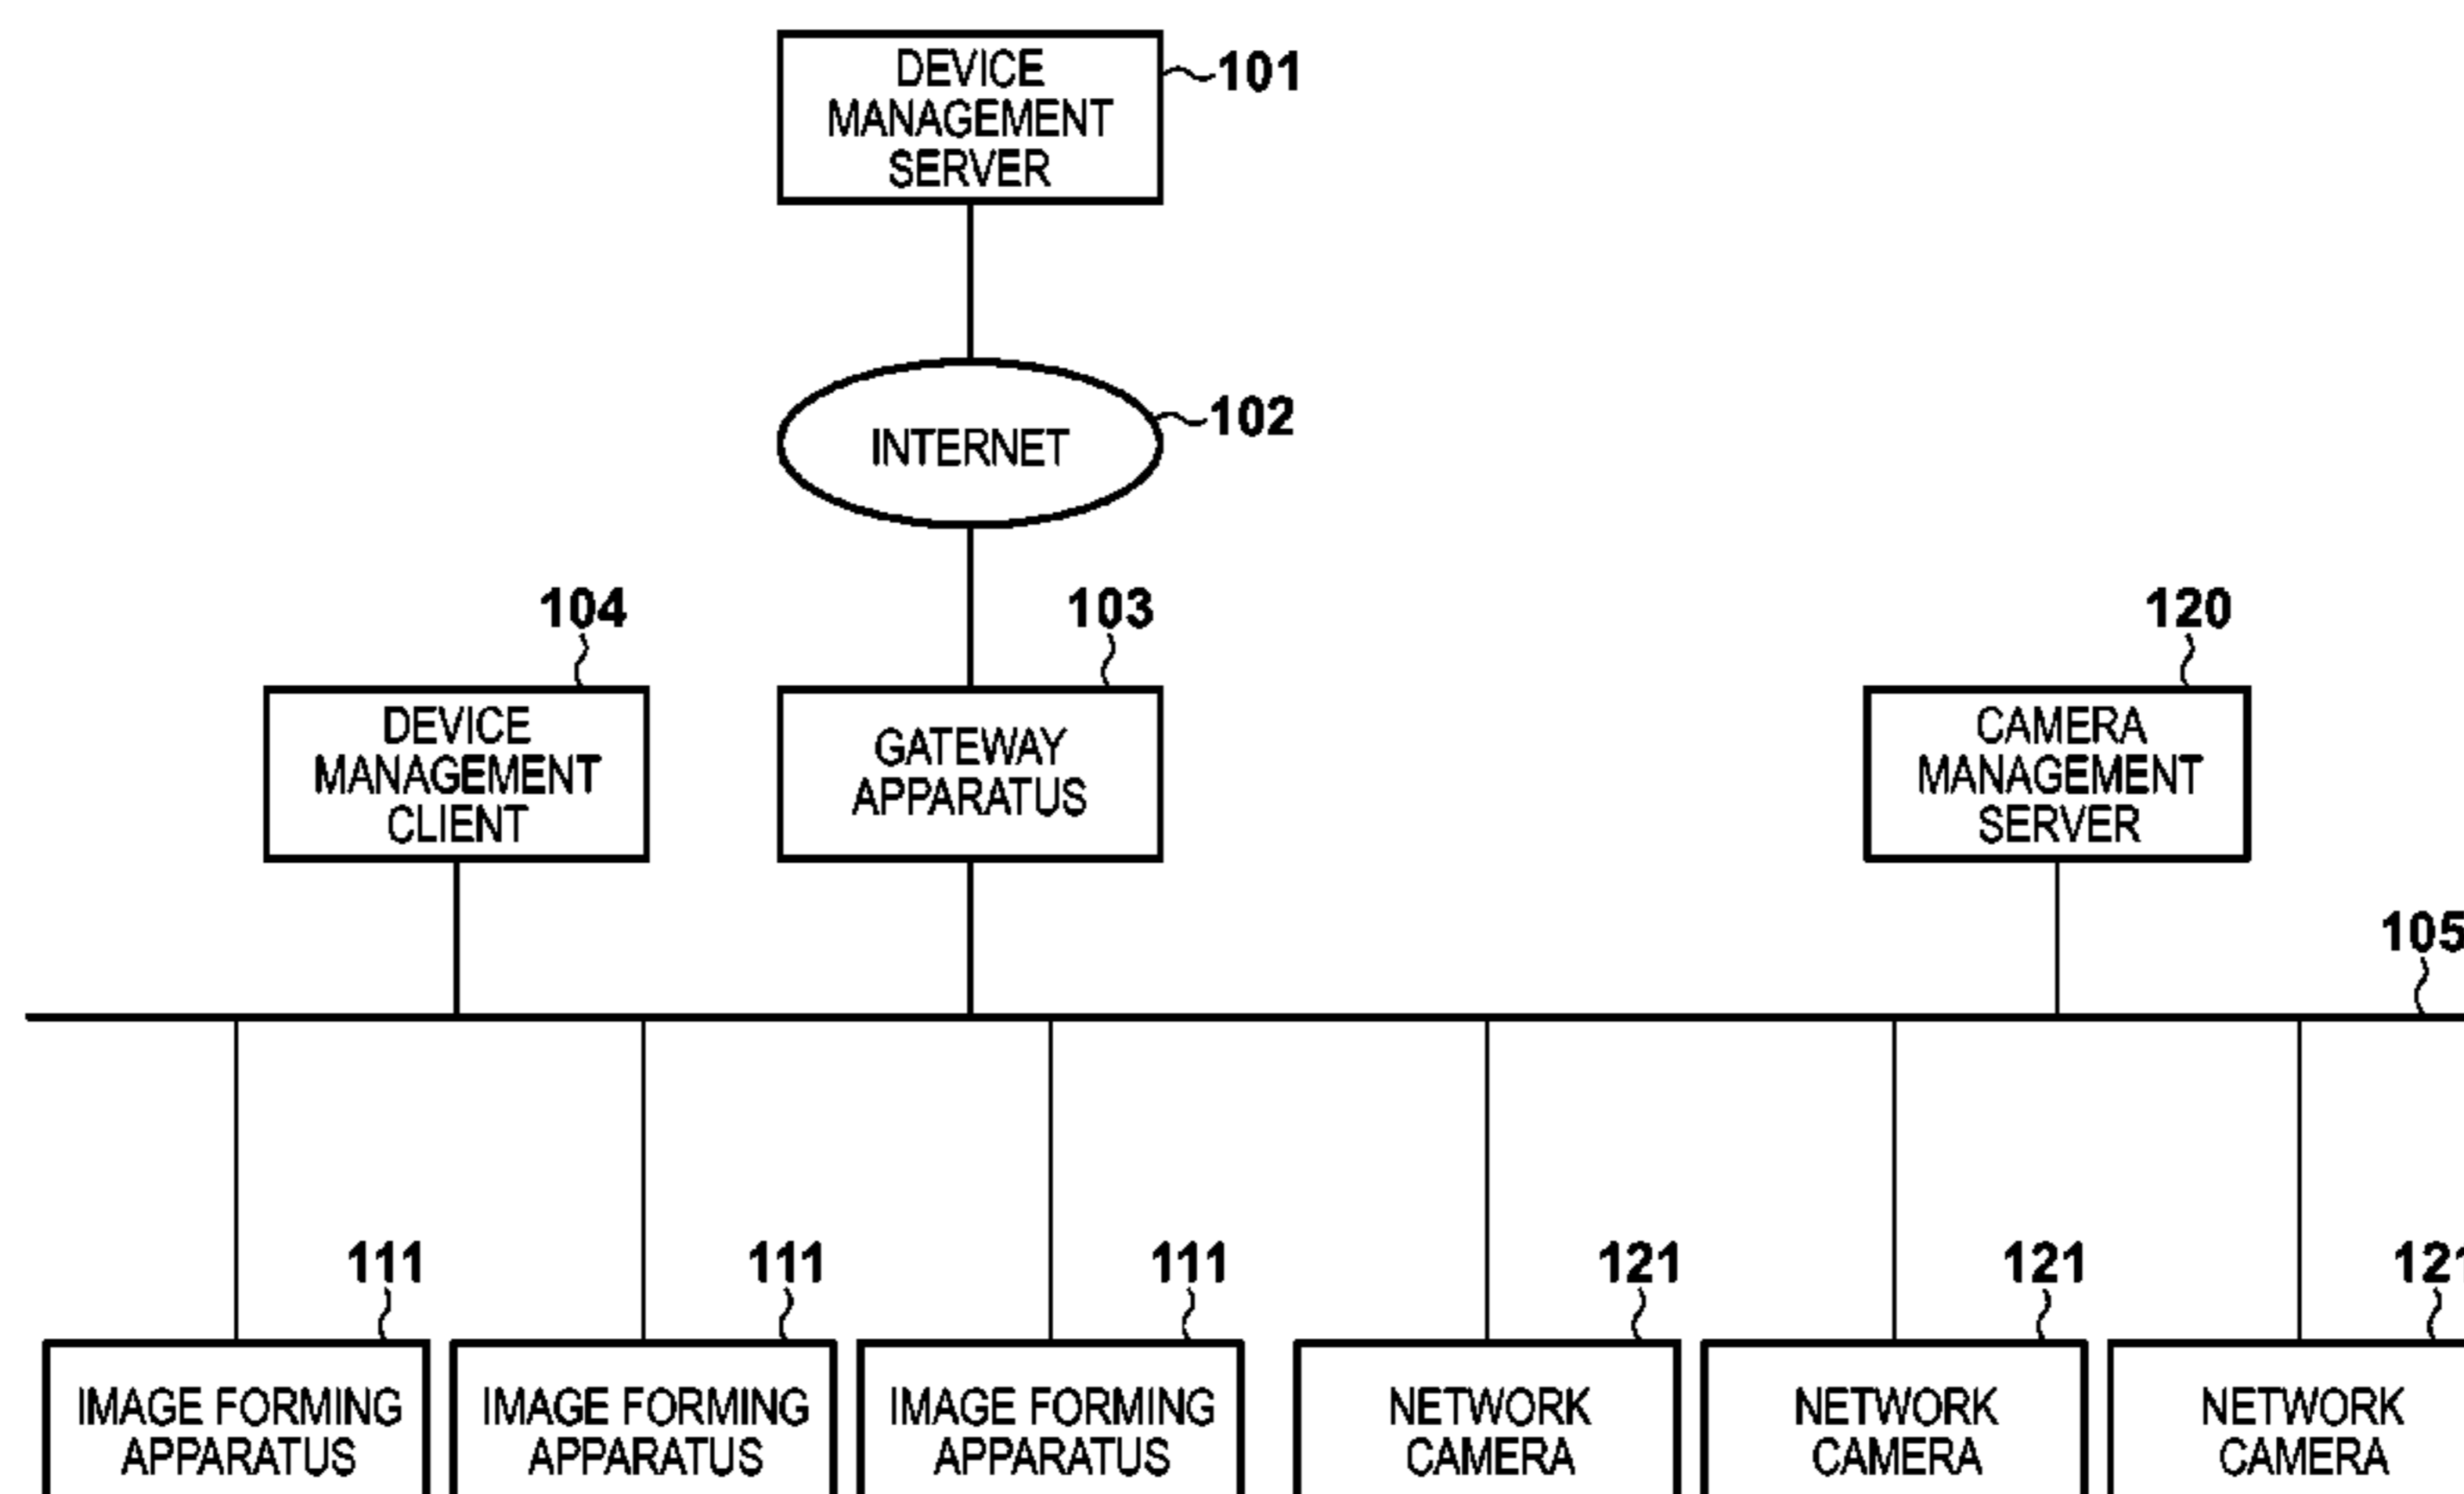 DEVICE
MANAGEMENT
SERVER
101
INTERNET
102
104
103
120
DEVICE
MANAGEMENT
CLIENT
GATEWAY
APPARATUS
CAMERA
MANAGEMENT
SERVER
105
111
111
111
121
121
121
IMAGE FORMING
APPARATUS
IMAGE FORMING
APPARATUS
IMAGE FORMING
APPARATUS
NETWORK
CAMERA
NETWORK
CAMERA
NETWORK
CAMERA